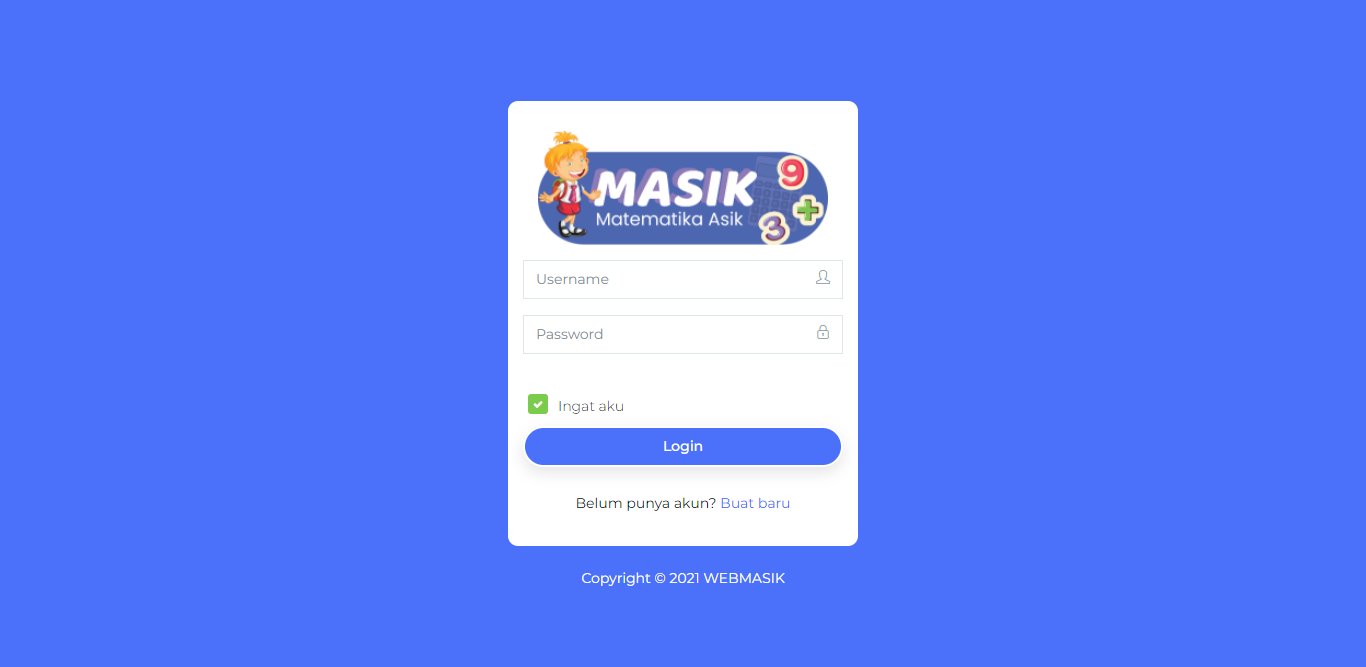 MASIK
Matematika Asik
9
+
3
Username
Password
Ingat aku
Login
Belum punya akun? Buat baru
Copyright © 2021 WEBMASIK